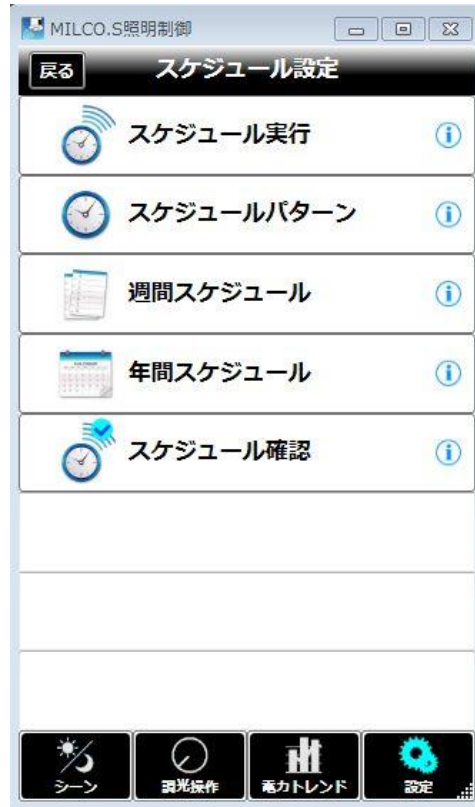 MILCO.S照明制御
戻る
スケジュール設定
スケジュール実行
スケジュールパターン
週間スケジュール
年間スケジュール
スケジュール確認
シーン
調光操作
電力トレンド
設定